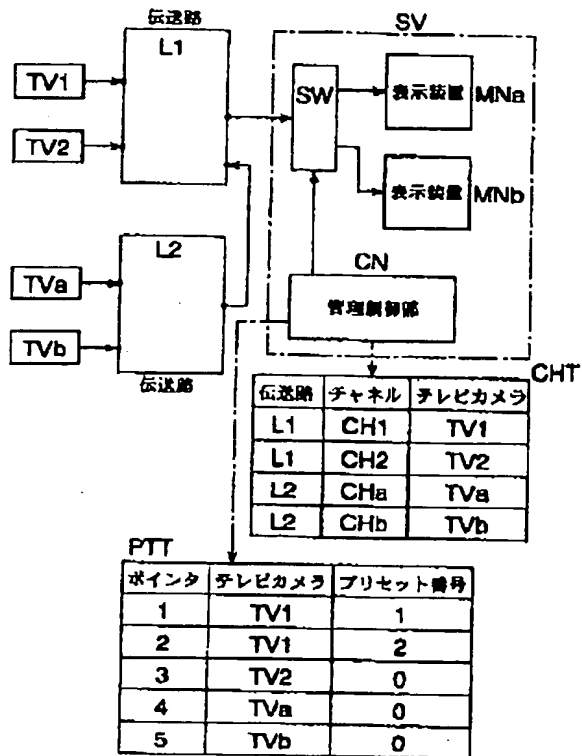 伝送路
L1
TV1
TV2
SV
SW
表示装置 MNa
表示装置 MNb
L2
TVa
TVb
伝送路
CN
管理制御部
CHT
伝送路 チャネル テレビカメラ
L1 CH1 TV1
L1 CH2 TV2
L2 CHa TVa
L2 CHb TVb
PTT
ポインタ テレビカメラ プリセット番号
1 TV1 1
2 TV1 2
3 TV2 0
4 TVa 0
5 TVb 0